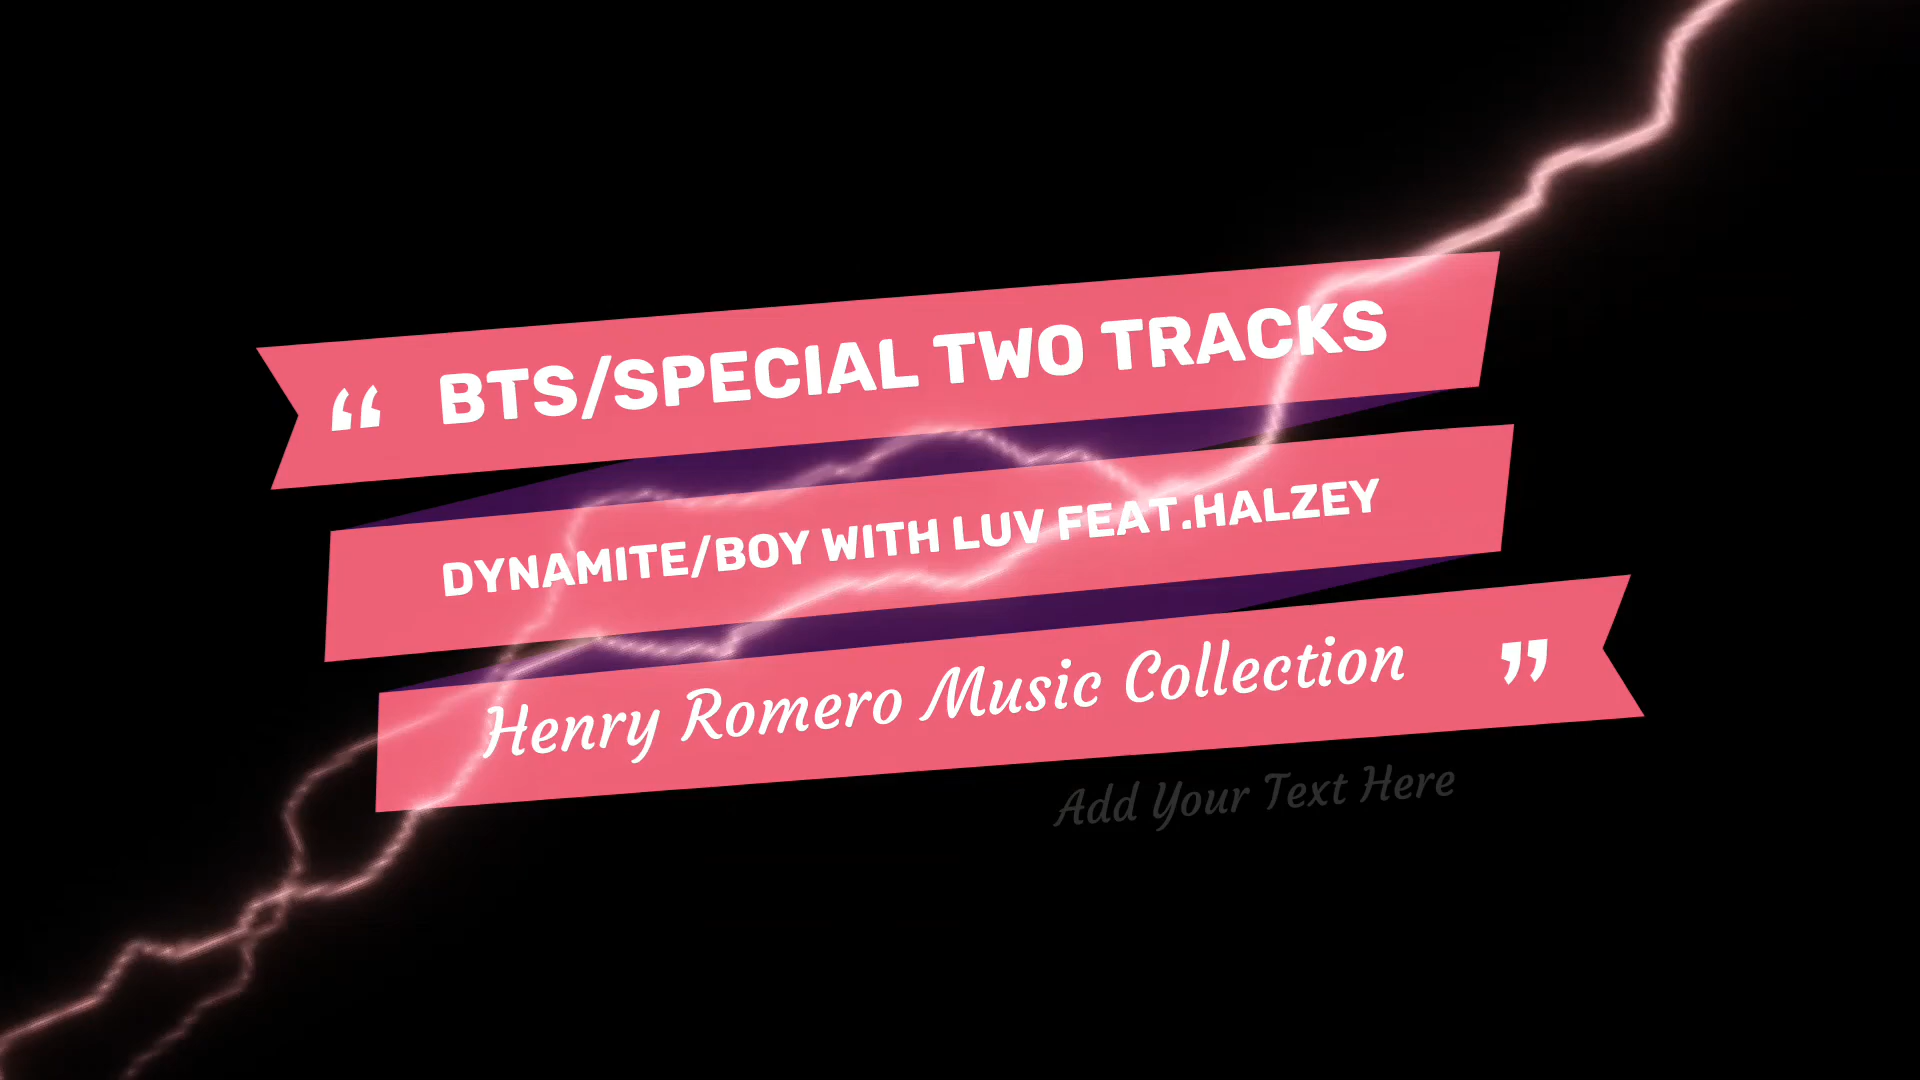 “ BTS/SPECIAL TWO TRACKS
DYNAMITE/BOY WITH LUV FEAT.HALZEY
Henry Romero Music Collection ”
Add Your Text Here